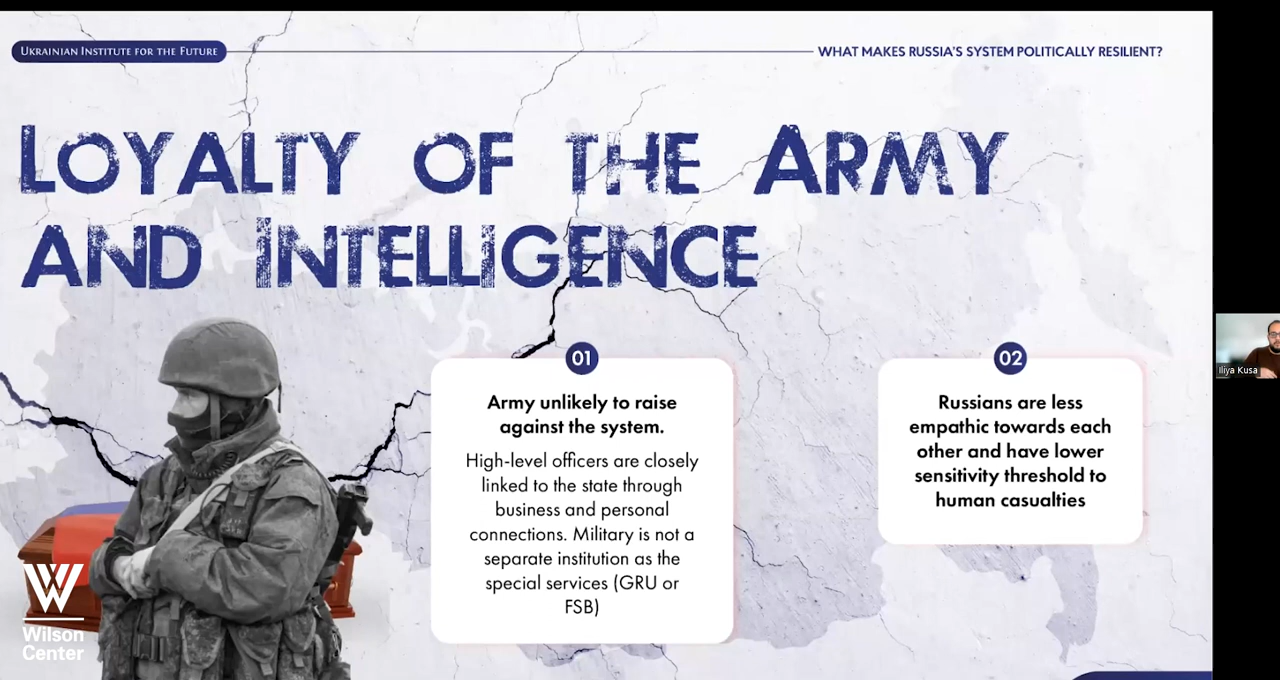 UKRAINIAN INSTITUTE FOR THE FUTURE
WHAT MAKES RUSSIA'S SYSTEM POLITICALLY RESILIENT?
LOYALTY OF THE ARMY
AND INTELLIGENCE
01
Army unlikely to raise
against the system.
High-level officers are closely
linked to the state through
business and personal
connections. Military is not a
separate institution as the
special services (GRU or
FSB)
02
Russians are less
empathic towards each
other and have lower
sensitivity threshold to
human casualties
Wilson
Center
Iliya Kusa